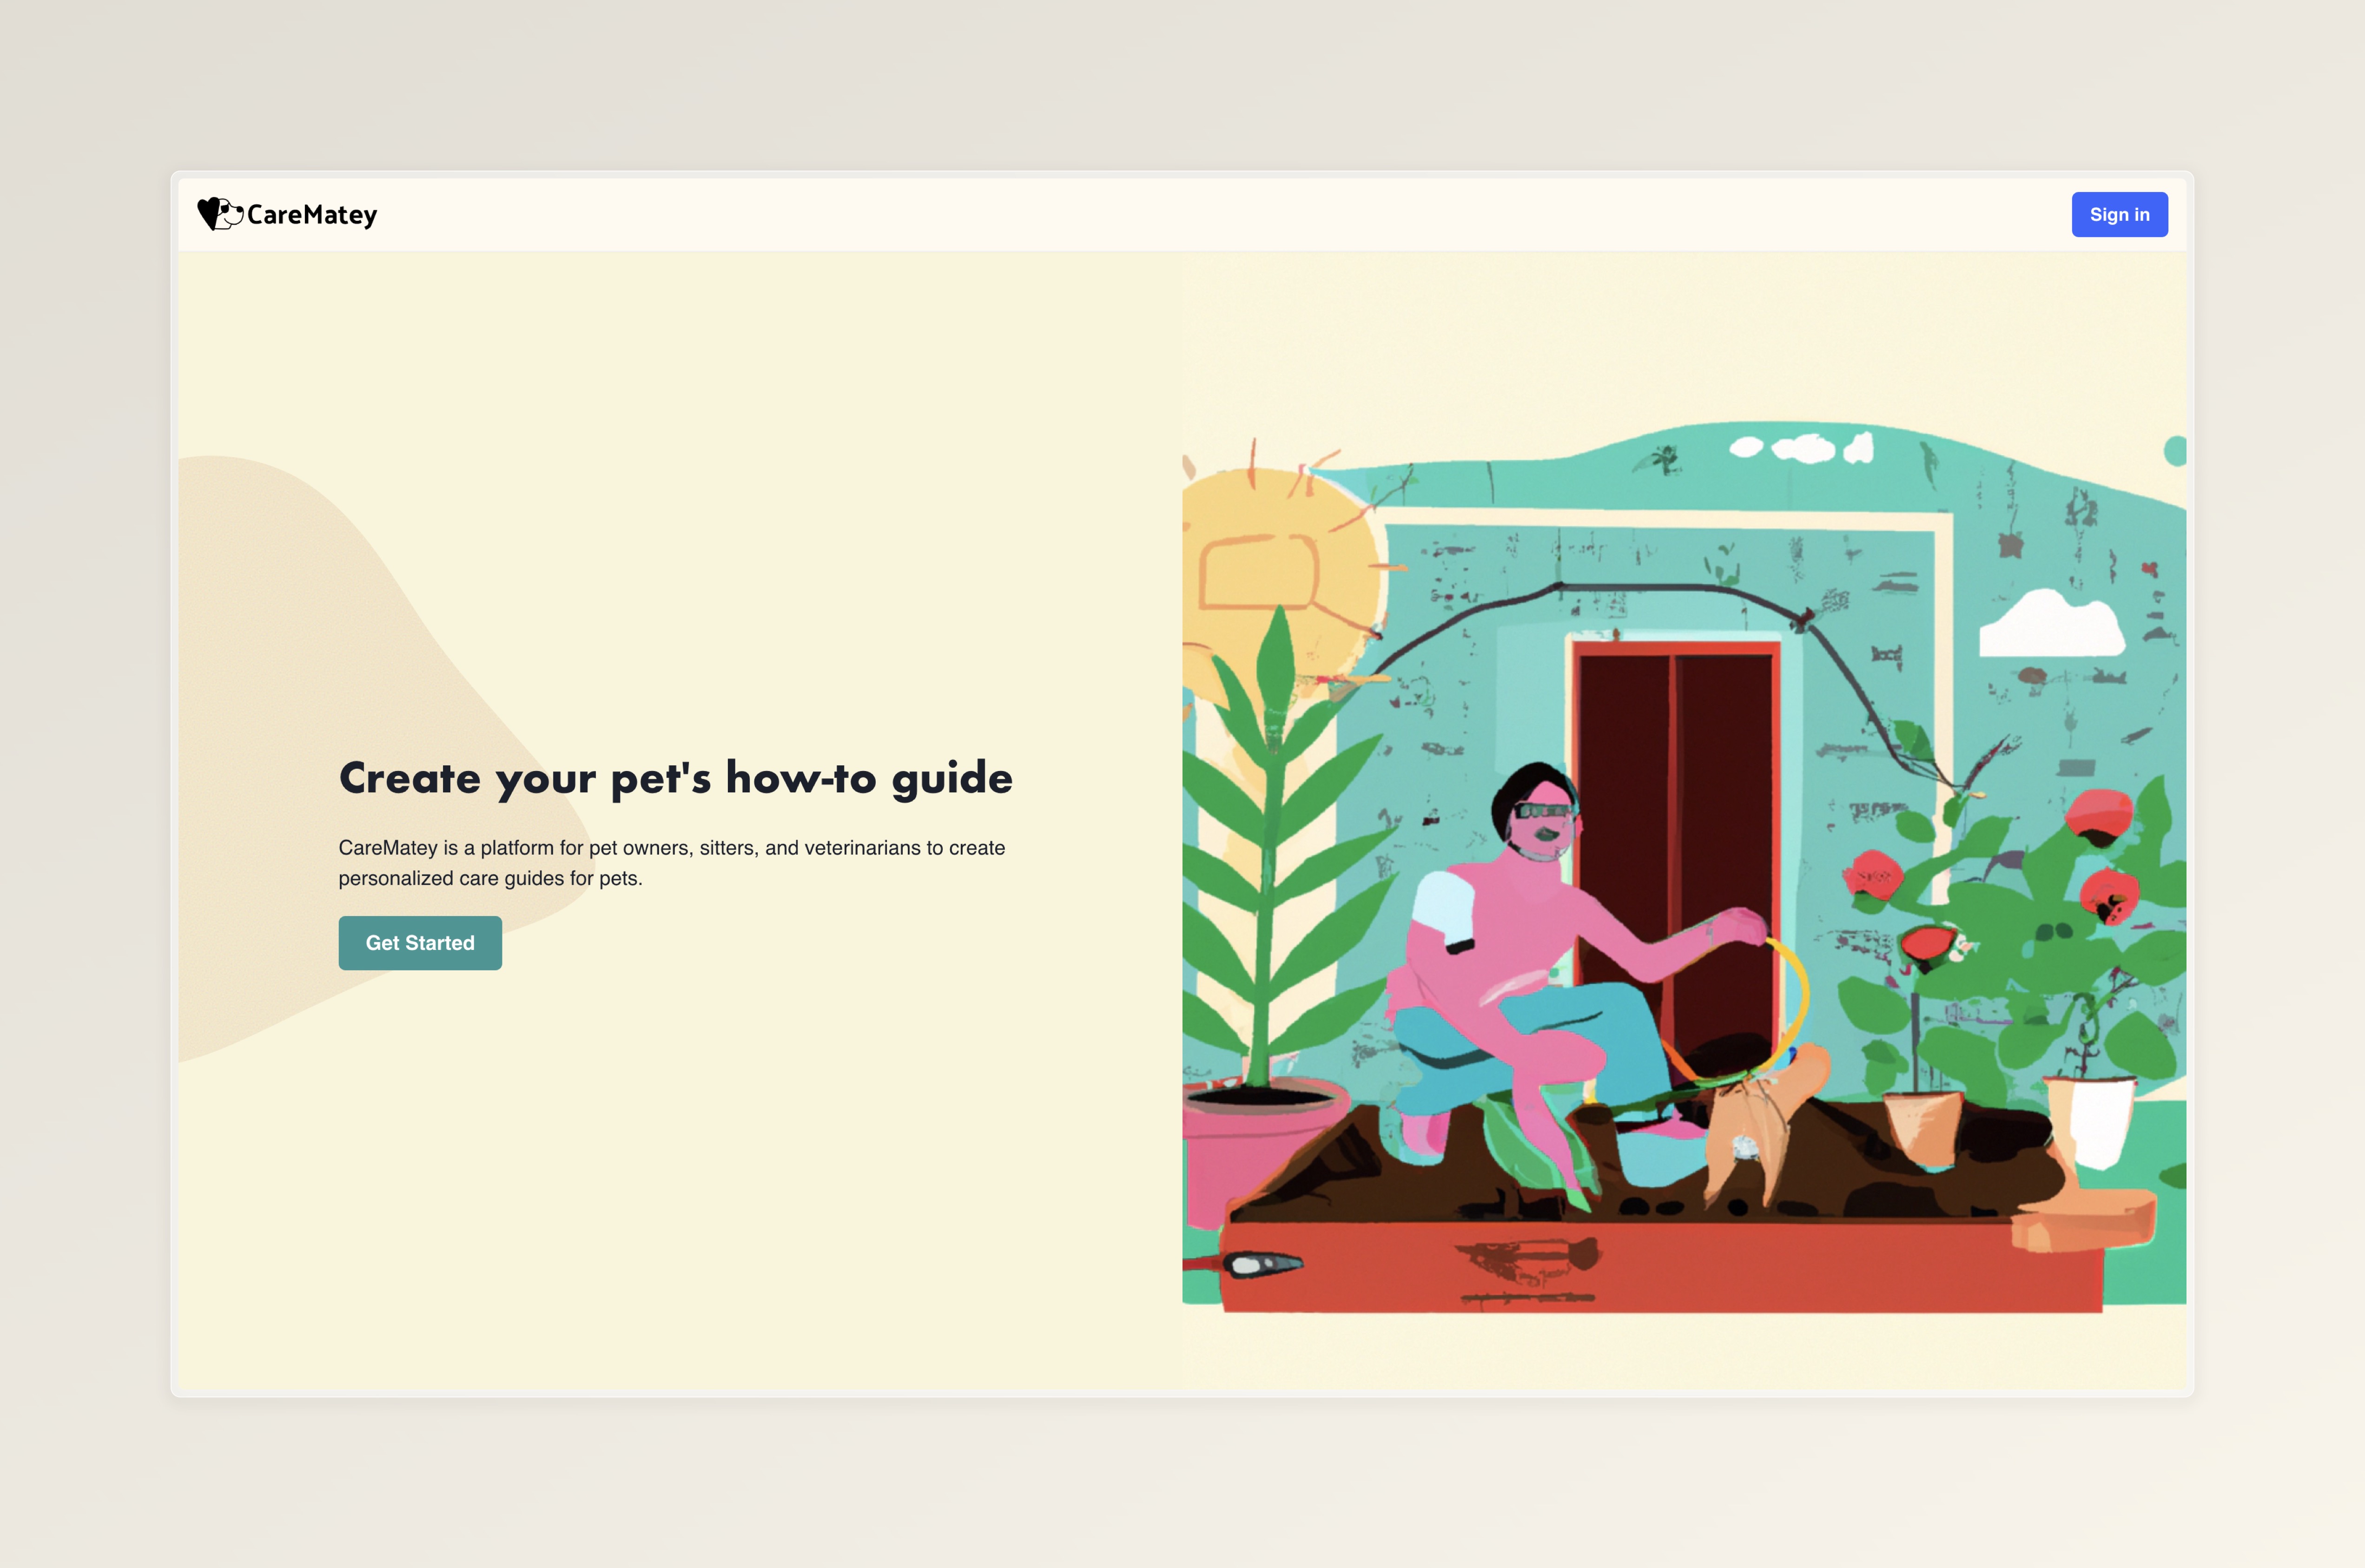 CareMatey
Sign in
Create your pet's how-to guide
CareMatey is a platform for pet owners, sitters, and veterinarians to create
personalized care guides for pets.
Get Started